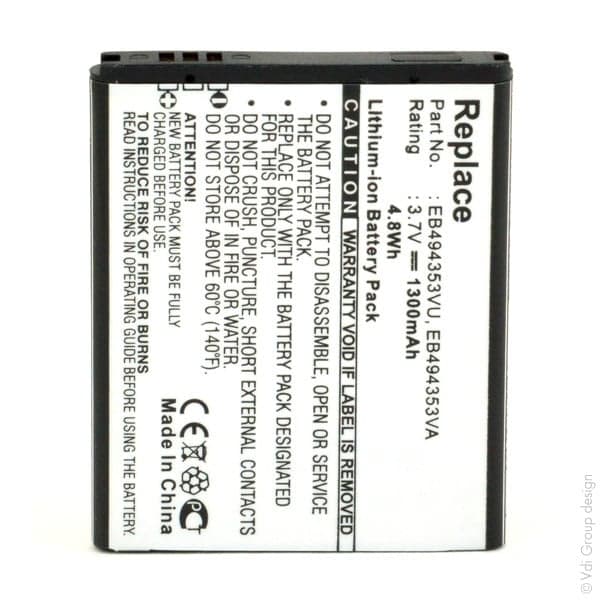 Replace
Part No. : EB494353VU, EB494353VA
Rating : 3.7V 1300mAh
4.8Wh
Lithium-ion Battery Pack
CAUTION IF LABEL IS REMOVED
• DO NOT ATTEMPT TO DISASSEMBLE, OPEN OR SERVICE
THE BATTERY PACK.
• REPLACE ONLY WITH THE BATTERY PACK DESIGNATED
FOR THIS PRODUCT.
• DO NOT CRUSH, PUNCTURE, SHORT EXTERNAL CONTACTS
OR DISPOSE OF IN FIRE OR WATER.
• DO NOT STORE ABOVE 60°C (140°F).
ATTENTION!
NEW BATTERY PACK MUST BE CHARGED BEFORE USE.
[READ INSTRUCTIONS IN OPERATING GUIDE BEFORE USING THE BATTERY.
TO REDUCE RISK OF FIRE OR BURNS
CE
PCT
Made in China
© VDI Group design